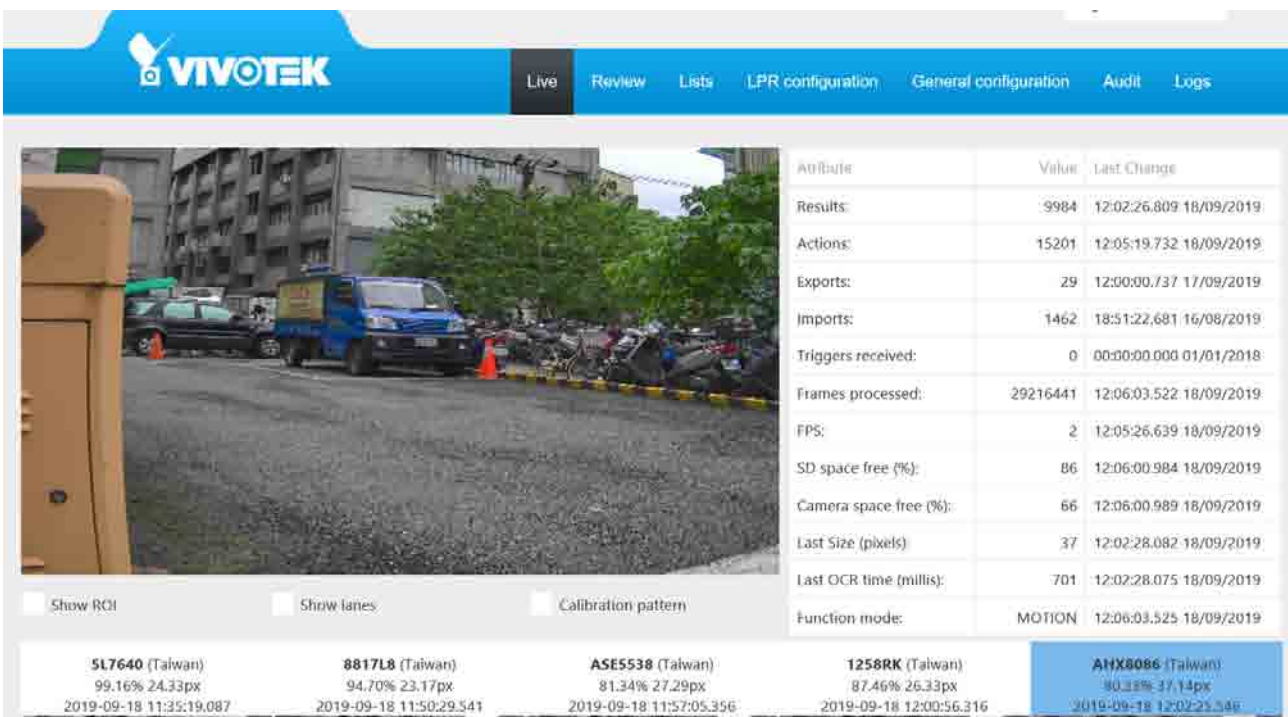 VIVOTEK
Live Review Lists LPR configuration General configuration Audit Logs
Atribute Value Last Change
Results: 9984 12:02:26.809 18/09/2019
Actions: 15201 12:05:19.732 18/09/2019
Exports: 29 12:00:00.737 17/09/2019
Imports: 1462 18:51:22.681 16/08/2019
Triggers received: 0 00:00:00.000 01/01/2018
Frames processed: 29216441 12:06:03.522 18/09/2019
FPS: 2 12:05:26.639 18/09/2019
SD space free (%): 86 12:06:00.984 18/09/2019
Camera space free (%): 66 12:06:00.989 18/09/2019
Last Size (pixels) 37 12:02:28.082 18/09/2019
Last OCR time (millis): 701 12:02:28.075 18/09/2019
Function mode: MOTION 12:06:03.525 18/09/2019
Show ROI Show lanes Calibration pattern
5L7640 (Taiwan) 8817L8 (Taiwan) ASE5538 (Taiwan) 1258RK (Taiwan) AHX8086 (Taiwan)
99.16% 24.33px 94.70% 23.17px 81.34% 27.29px 87.46% 26.33px 37.14px
2019-09-18 11:35:19.087 2019-09-18 11:50:29.541 2019-09-18 11:57:05.356 2019-09-18 12:00:56.316 2019-09-18 12:02:25.546